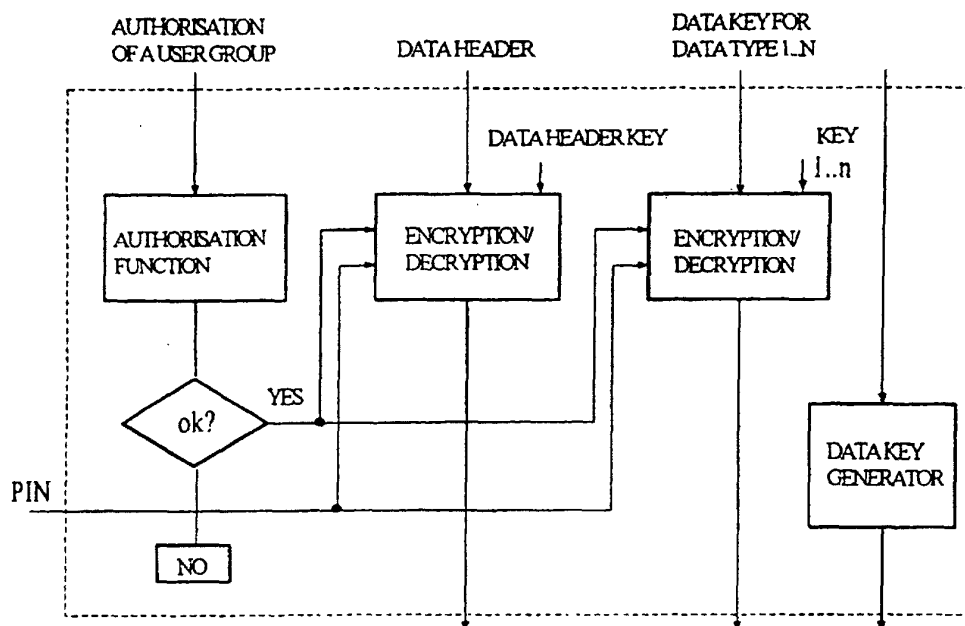 AUTHORISATION
OF A USER GROUP
DATA HEADER
DATA KEY FOR
DATA TYPE 1..N
DATA HEADER KEY
KEY
1..n
AUTHORISATION
FUNCTION
ENCRYPTION/
DECRYPTION
ENCRYPTION/
DECRYPTION
ok?
YES
DATA KEY
GENERATOR
PIN
NO